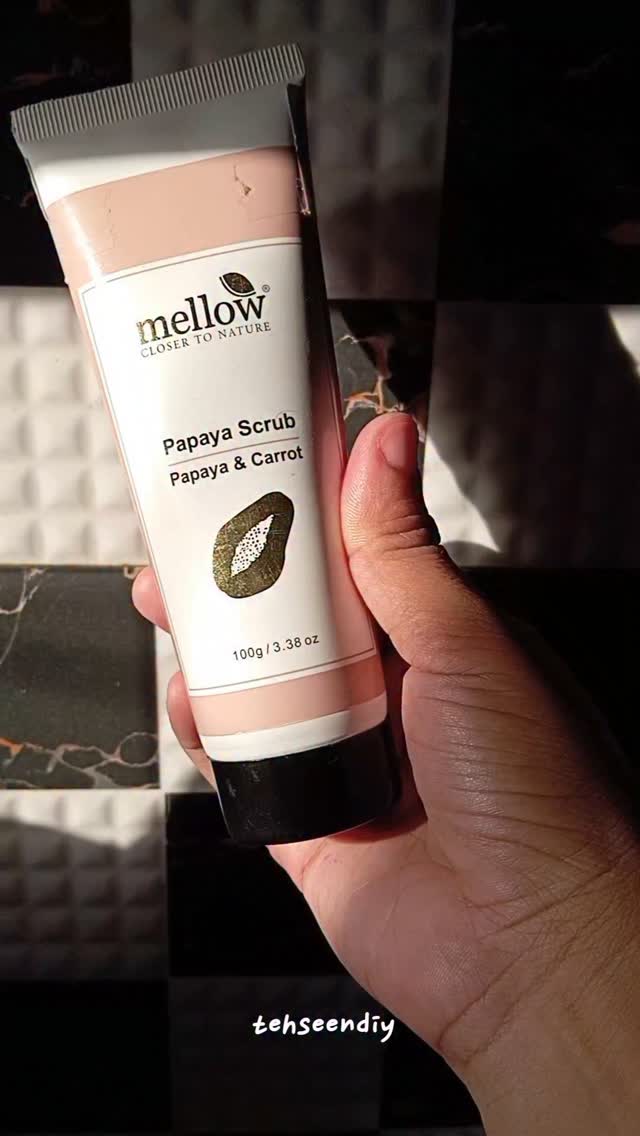 mellow®
CLOSER TO NATURE
Papaya Scrub
Papaya & Carrot
100g / 3.38 oz
tehseendiy